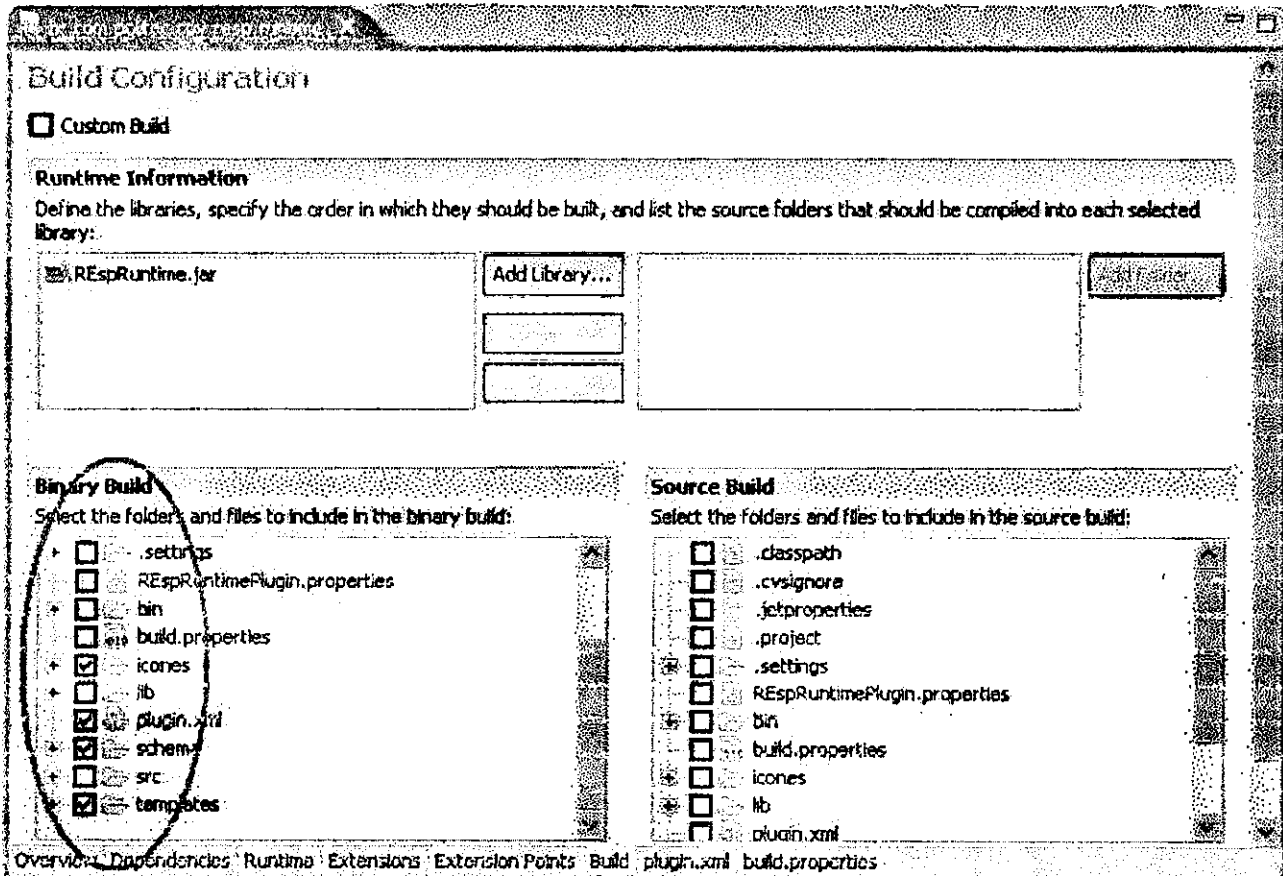 Build Configuration
Custom Build
Runtime Information
Define the libraries, specify the order in which they should be built, and list the source folders that should be compiled into each selected
library:
REspRuntime.jar
Add Library...
Add Folder...
Binary Build
Select the folders and files to include in the binary build:
.settings
REspRuntimePlugin.properties
bin
build.properties
icones
lib
plugin.xml
schema
src
templates
Source Build
Select the folders and files to include in the source build:
.classpath
.cvsignore
.jetproperties
.project
.settings
REspRuntimePlugin.properties
bin
build.properties
icones
lib
plugin.xml
Overview Dependencies Runtime Extensions Extension Points Build plugin.xml build.properties